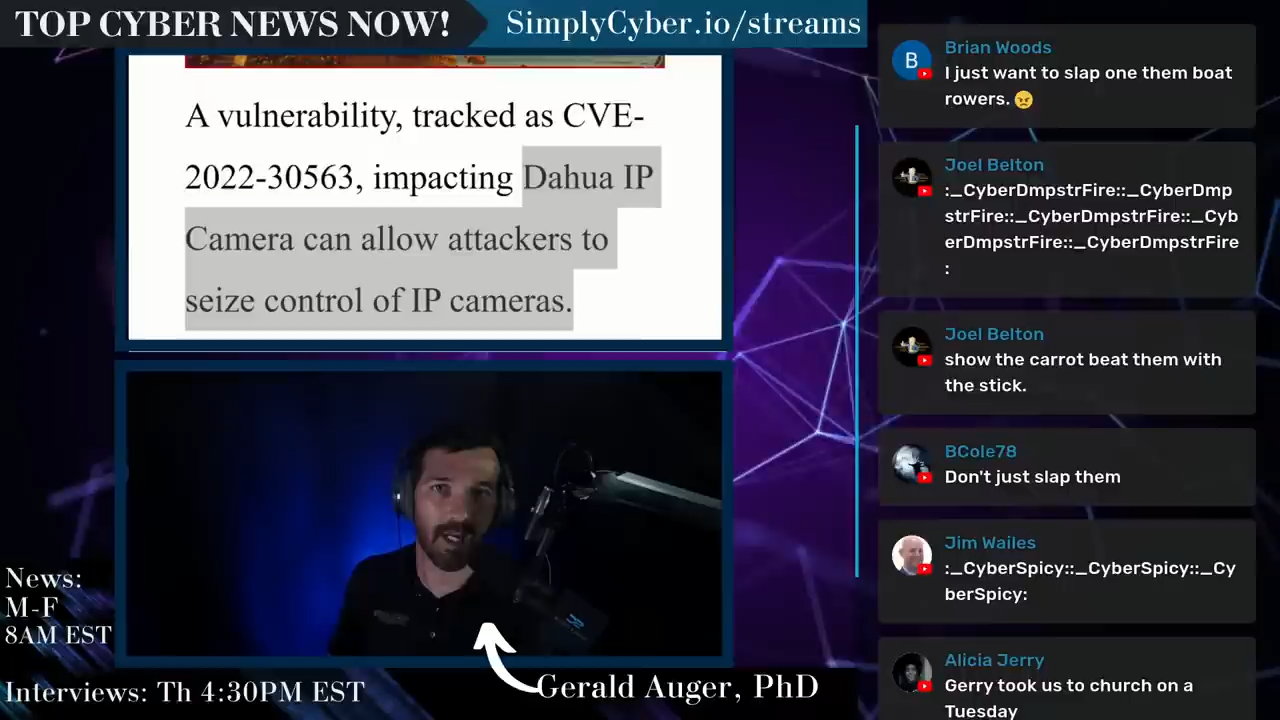 TOP CYBER NEWS NOW!
SimplyCyber.io/streams
A vulnerability, tracked as CVE-
2022-30563, impacting Dahua IP
Camera can allow attackers to
seize control of IP cameras.
News:
M-F
8AM EST
Interviews: Th 4:30PM EST
Gerald Auger, PhD
B
Brian Woods
I just want to slap one them boat
rowers. 😠
Joel Belton
:_CyberDmpstrFire::_CyberDmp
strFire::_CyberDmpstrFire::_Cyb
erDmpstrFire::_CyberDmpstrFire
:
Joel Belton
show the carrot beat them with
the stick.
BCole78
Don't just slap them
Jim Wailes
:_CyberSpicy::_CyberSpicy::_Cy
berSpicy:
Alicia Jerry
Gerry took us to church on a
Tuesday